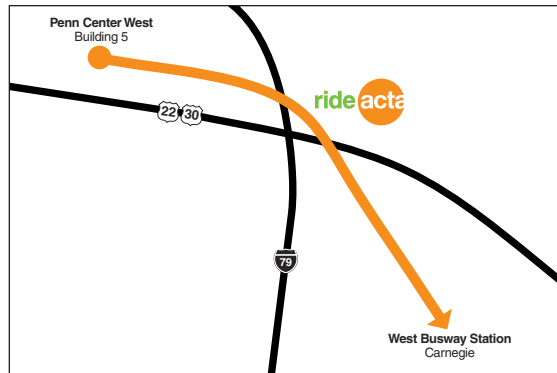 Penn Center West
Building 5
ride acta
22 30
79
West Busway Station
Carnegie